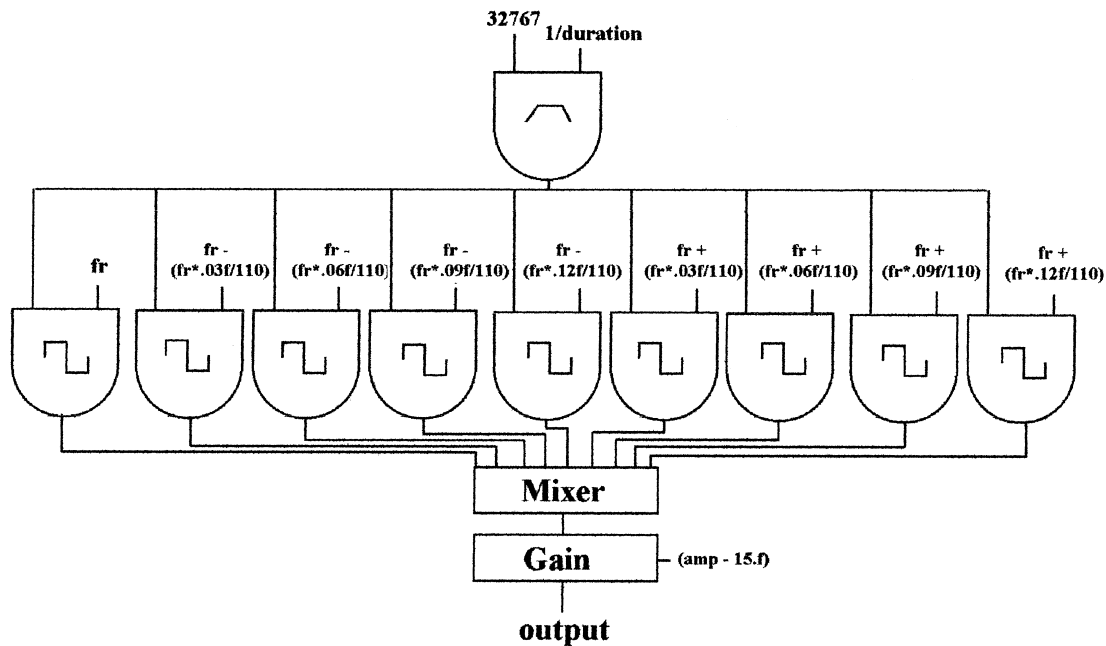 32767
1/duration
fr
fr -
(fr*.03f/110)
fr -
(fr*.06f/110)
fr -
(fr*.09f/110)
fr -
(fr*.12f/110)
fr +
(fr*.03f/110)
fr +
(fr*.06f/110)
fr +
(fr*.09f/110)
fr +
(fr*.12f/110)
Mixer
Gain
(amp - 15.f)
output